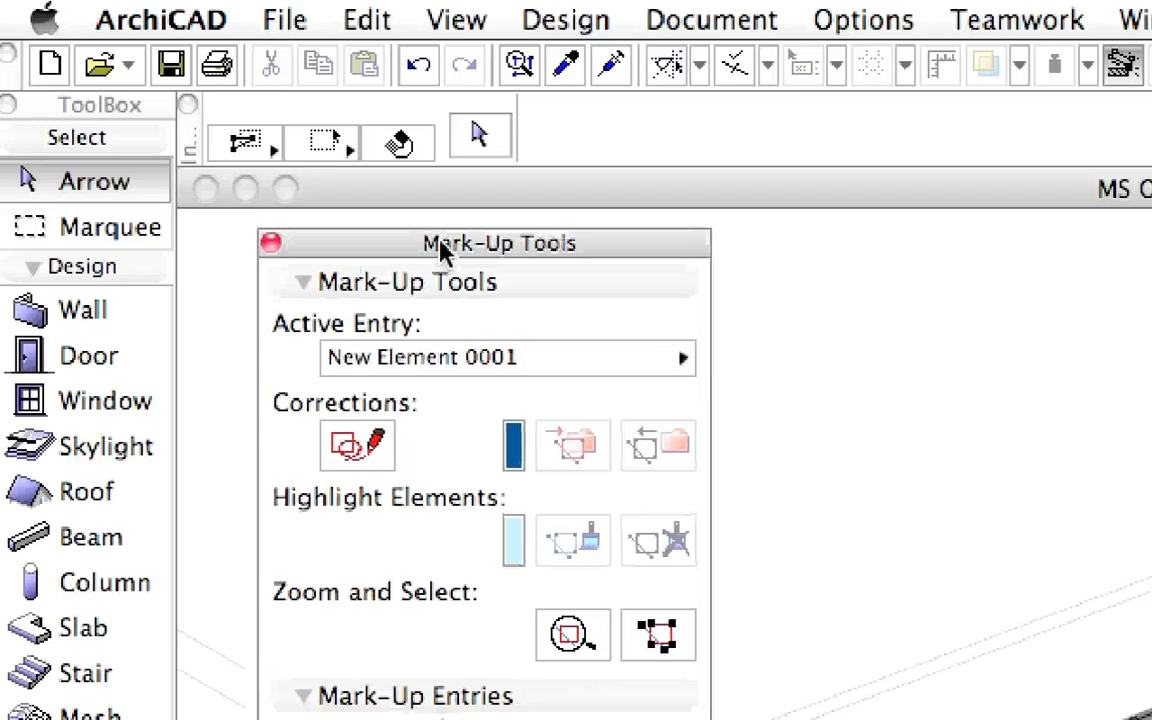 ArchiCAD File Edit View Design Document Options Teamwork
ToolBox
Select
Arrow
MS
Marquee
Design
Mark-Up Tools
Mark-Up Tools
Wall
Active Entry:
Door
New Element 0001
Window
Corrections:
Skylight
Roof
Highlight Elements:
Beam
Column
Zoom and Select:
Slab
Stair
Mark-Up Entries
Mesh